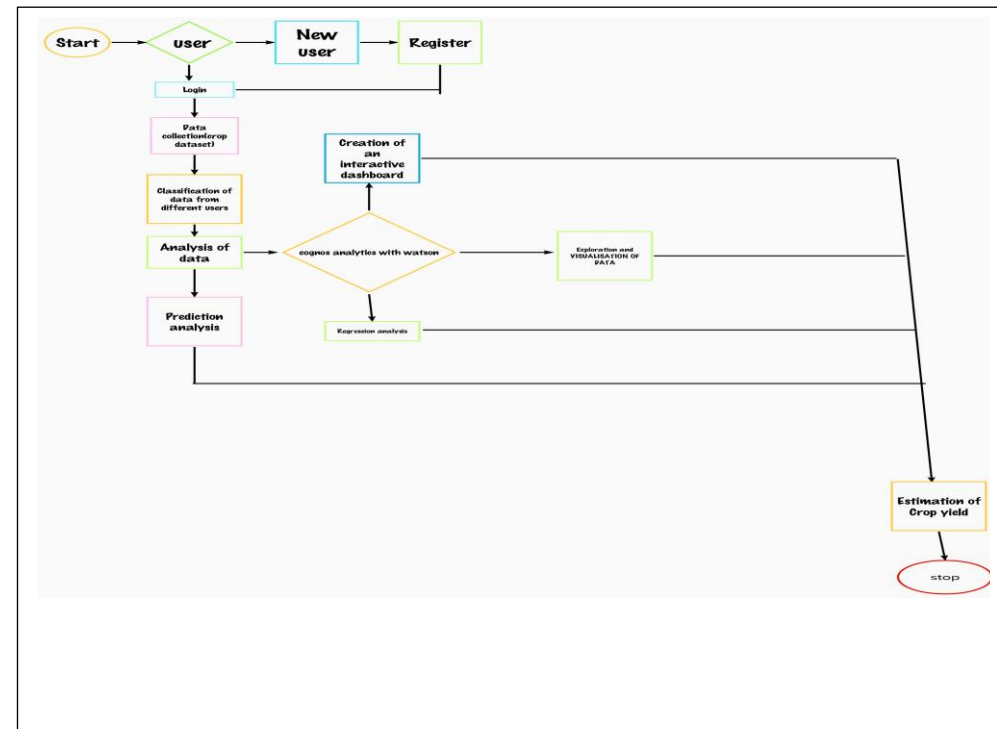 Start
user
New
user
Register
Login
Data
collection(crop
dataset)
Creation of
an
interactive
dashboard
Classification of
data from
different users
Analysis of
data
cognos analytics with watson
Exploration and
VISUALISATION OF
DATA
Prediction
analysis
Regression analysis
Estimation of
Crop yield
stop